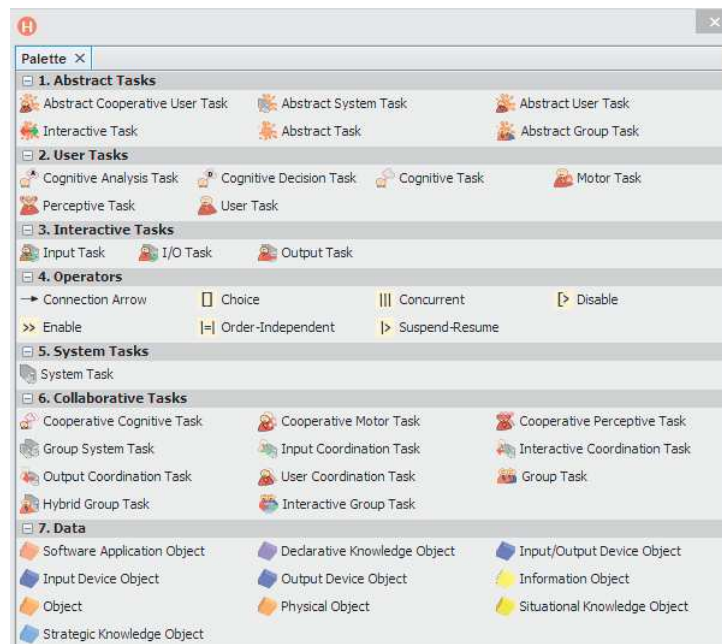 H
Palette ×
1. Abstract Tasks
Abstract Cooperative User Task Abstract System Task Abstract User Task
Interactive Task Abstract Task Abstract Group Task
2. User Tasks
Cognitive Analysis Task Cognitive Decision Task Cognitive Task Motor Task
Perceptive Task User Task
3. Interactive Tasks
Input Task I/O Task Output Task
4. Operators
Connection Arrow [] Choice ||| Concurrent [> Disable
>> Enable |=| Order-Independent |> Suspend-Resume
5. System Tasks
System Task
6. Collaborative Tasks
Cooperative Cognitive Task Cooperative Motor Task Cooperative Perceptive Task
Group System Task Input Coordination Task Interactive Coordination Task
Output Coordination Task User Coordination Task Group Task
Hybrid Group Task Interactive Group Task
7. Data
Software Application Object Declarative Knowledge Object Input/Output Device Object
Input Device Object Output Device Object Information Object
Object Physical Object Situational Knowledge Object
Strategic Knowledge Object